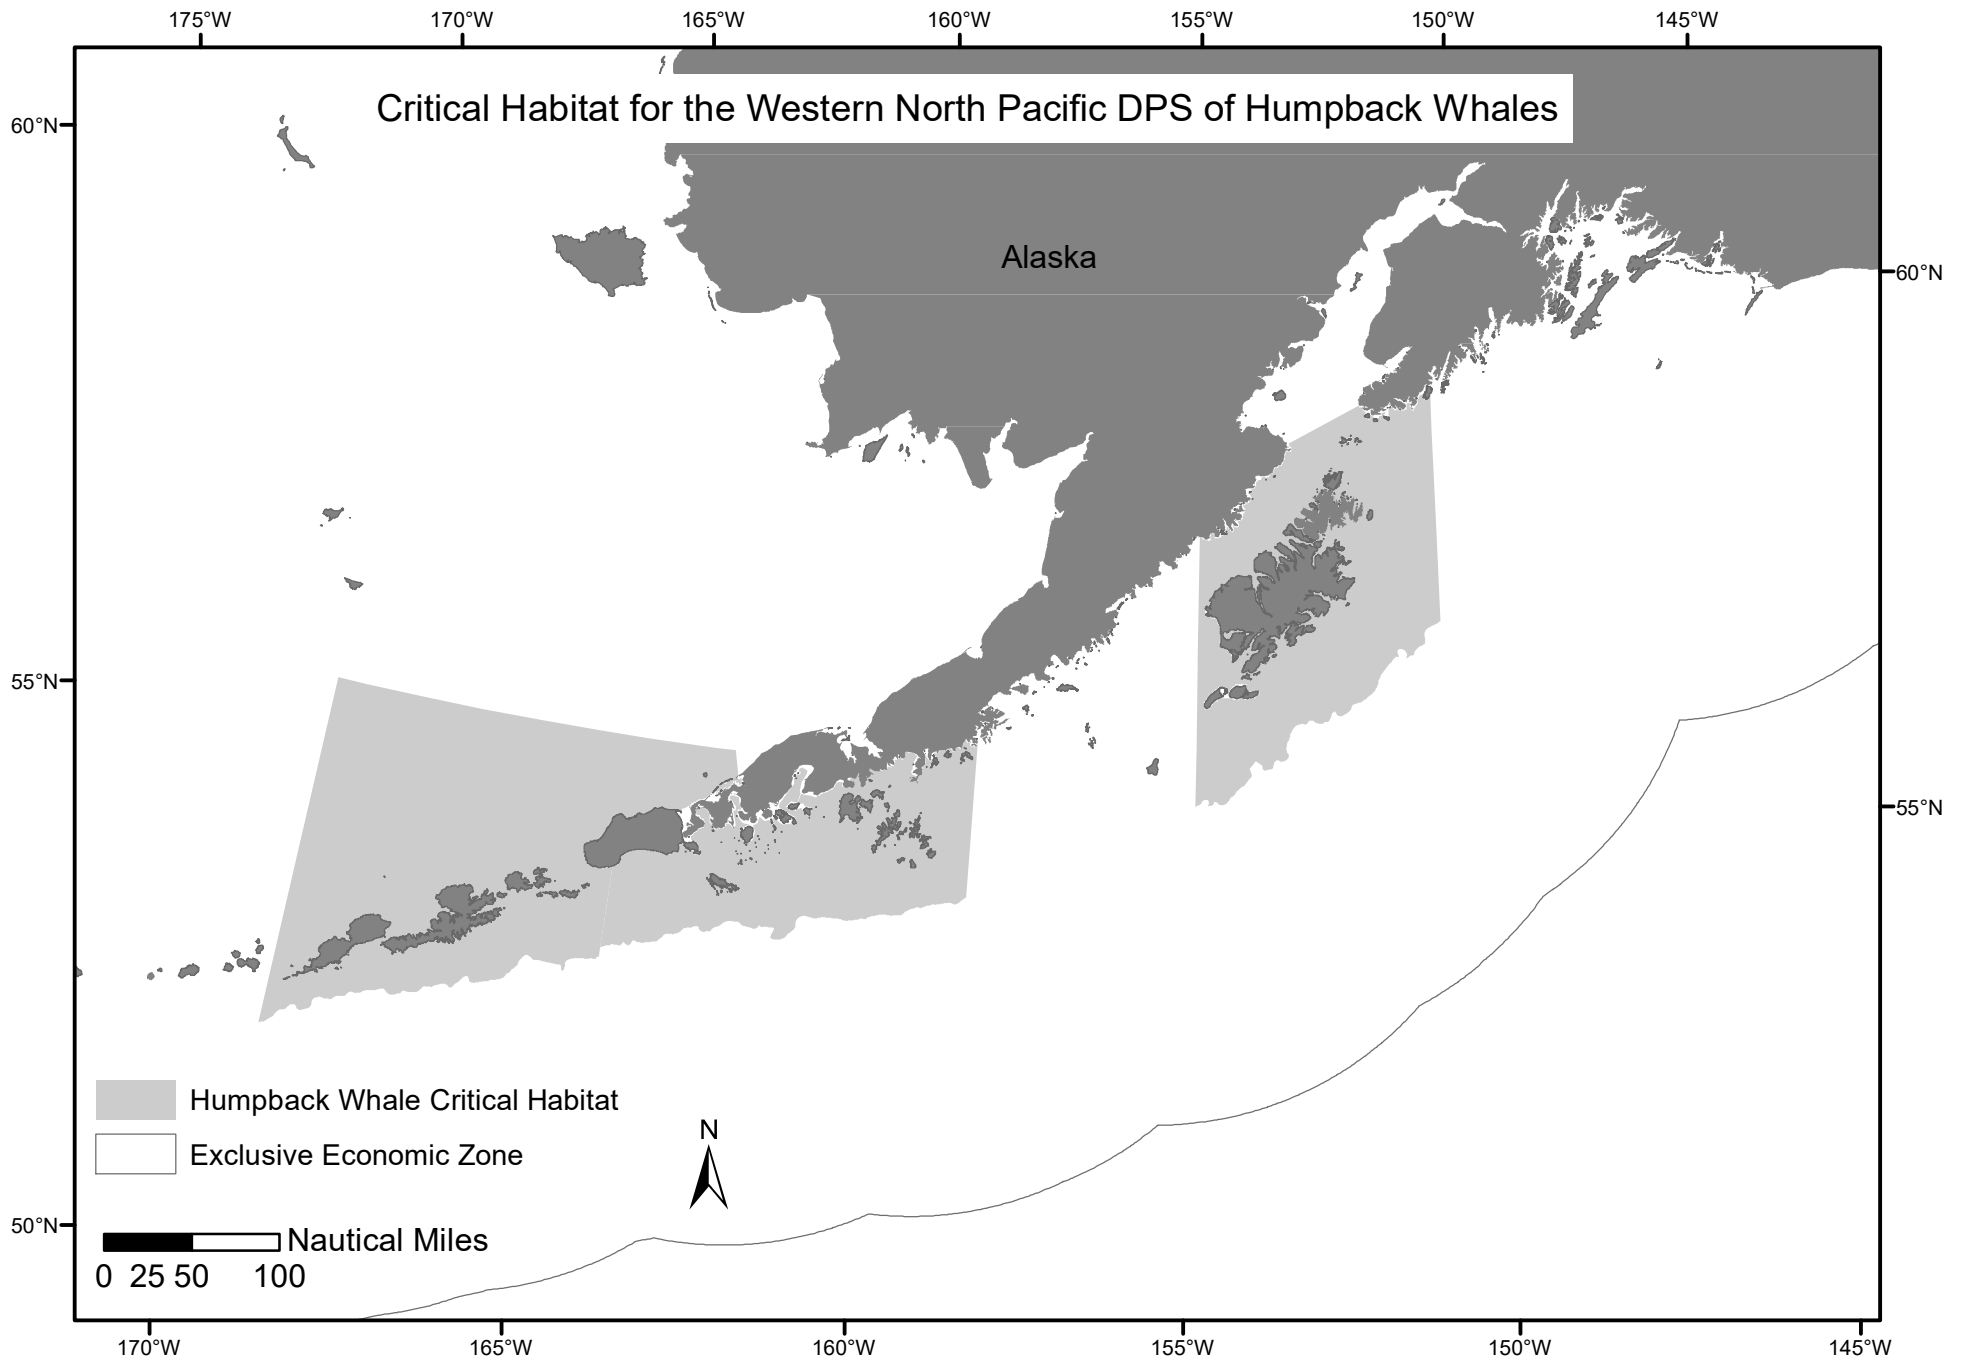 175°W 170°W 165°W 160°W 155°W 150°W 145°W
Critical Habitat for the Western North Pacific DPS of Humpback Whales
60°N
Alaska
60°N
55°N
55°N
Humpback Whale Critical Habitat
N
Exclusive Economic Zone
50°N
Nautical Miles
0 25 50 100
170°W 165°W 160°W 155°W 150°W 145°W